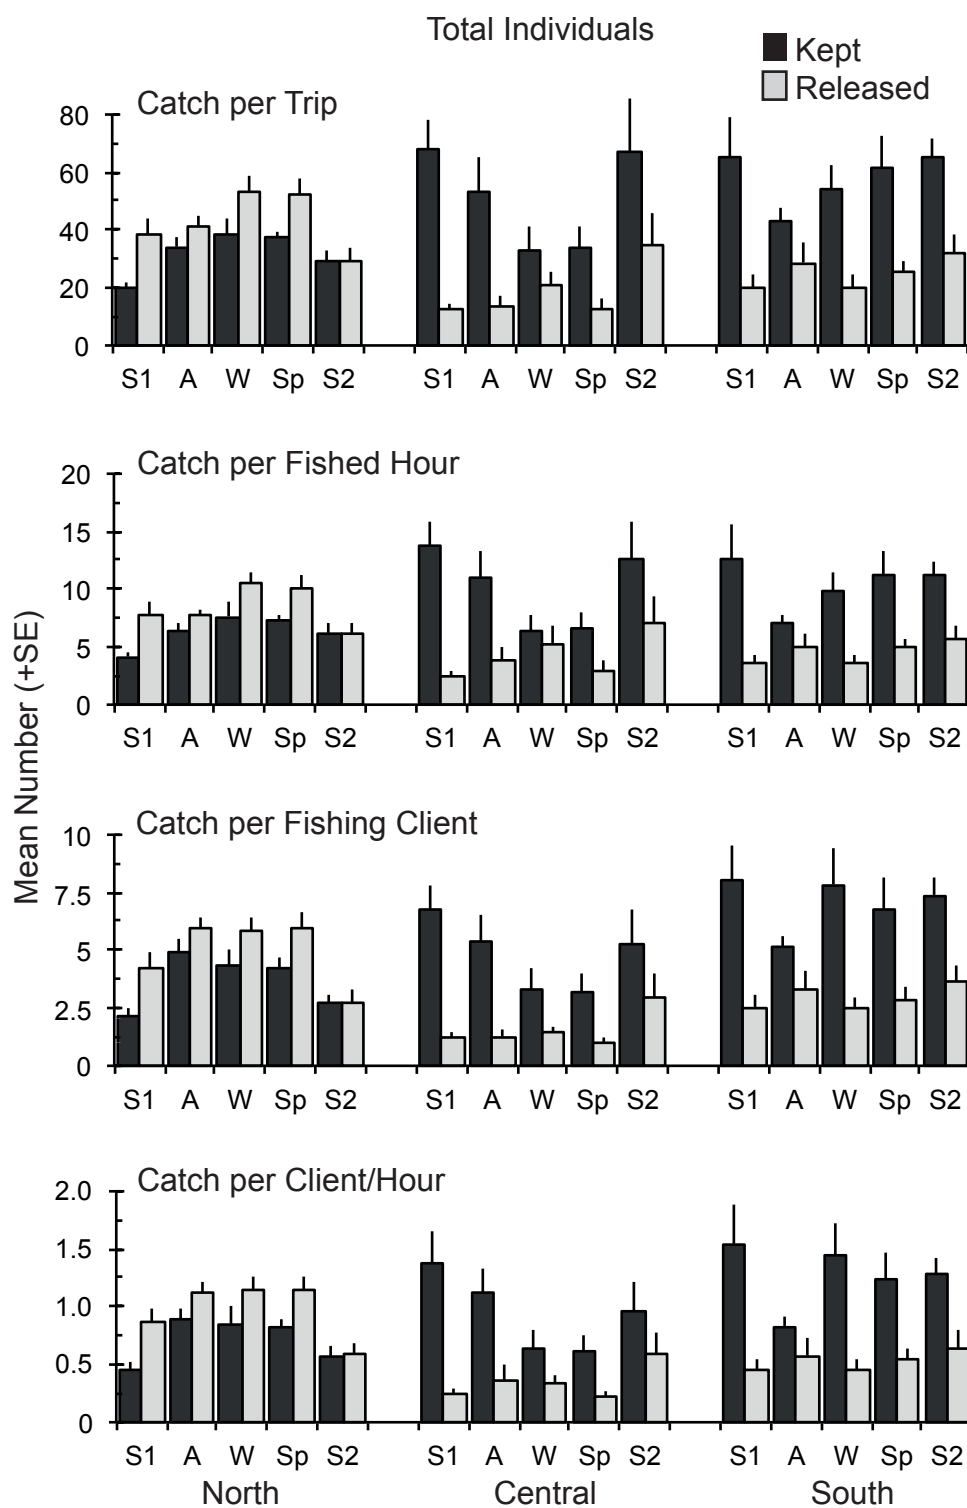 Total Individuals
Kept
Released
Mean Number (+SE)
Catch per Trip
80
60
40
20
0
S1 A W Sp S2 S1 A W Sp S2 S1 A W Sp S2
Catch per Fished Hour
20
15
10
5
0
S1 A W Sp S2 S1 A W Sp S2 S1 A W Sp S2
Catch per Fishing Client
10
7.5
5
2.5
0
S1 A W Sp S2 S1 A W Sp S2 S1 A W Sp S2
Catch per Client/Hour
2.0
1.5
1.0
0.5
0
S1 A W Sp S2 S1 A W Sp S2 S1 A W Sp S2
North Central South